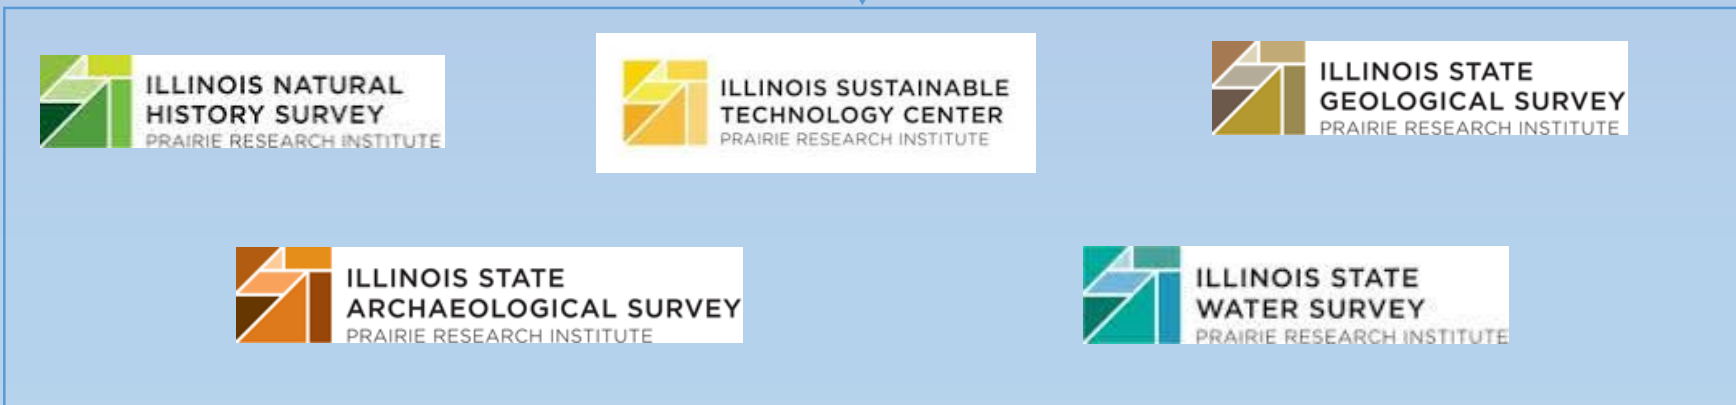 ILLINOIS NATURAL
HISTORY SURVEY
PRAIRIE RESEARCH INSTITUTE
ILLINOIS SUSTAINABLE
TECHNOLOGY CENTER
PRAIRIE RESEARCH INSTITUTE
ILLINOIS STATE
GEOLOGICAL SURVEY
PRAIRIE RESEARCH INSTITUTE
ILLINOIS STATE
ARCHAEOLOGICAL SURVEY
PRAIRIE RESEARCH INSTITUTE
ILLINOIS STATE
WATER SURVEY
PRAIRIE RESEARCH INSTITUTE